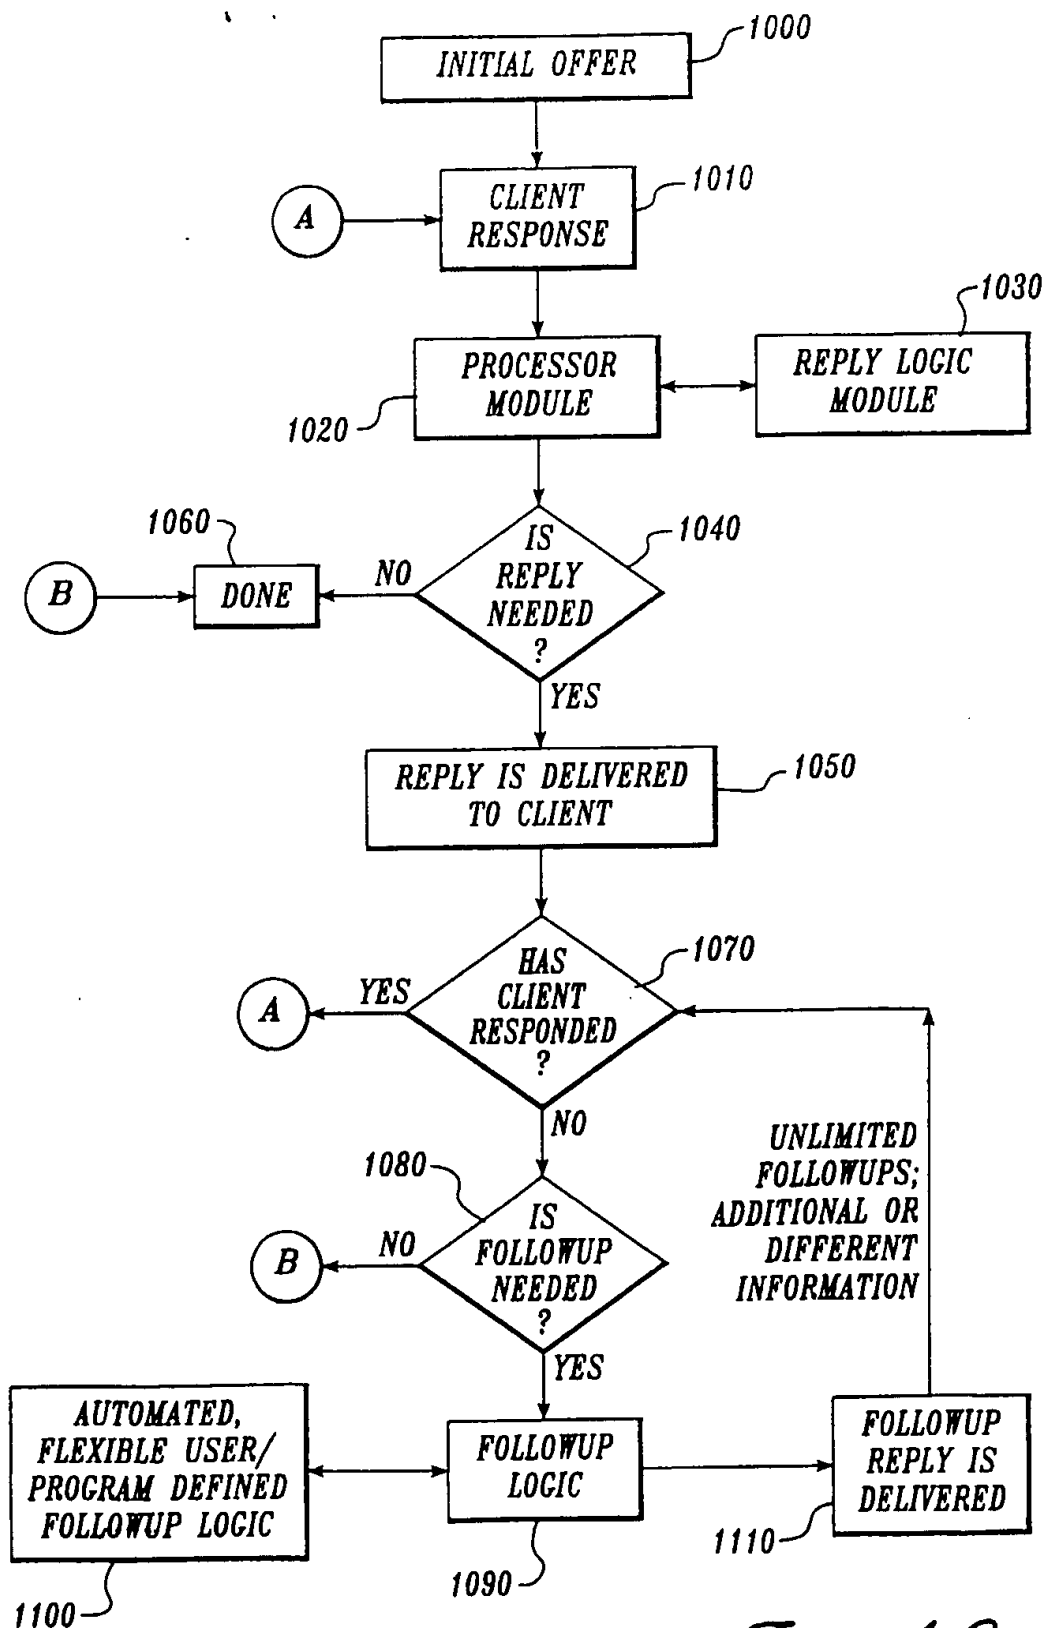 1000
INITIAL OFFER
1010
CLIENT
RESPONSE
A
1030
PROCESSOR
MODULE
REPLY LOGIC
MODULE
1020
1060
1040
IS
REPLY
NEEDED
?
NO
B
DONE
YES
1050
REPLY IS DELIVERED
TO CLIENT
1070
HAS
CLIENT
RESPONDED
?
YES
A
NO
UNLIMITED
FOLLOWUPS;
ADDITIONAL OR
DIFFERENT
INFORMATION
1080
IS
FOLLOWUP
NEEDED
?
NO
B
YES
AUTOMATED,
FLEXIBLE USER/
PROGRAM DEFINED
FOLLOWUP LOGIC
FOLLOWUP
LOGIC
FOLLOWUP
REPLY IS
DELIVERED
1110
1090
1100